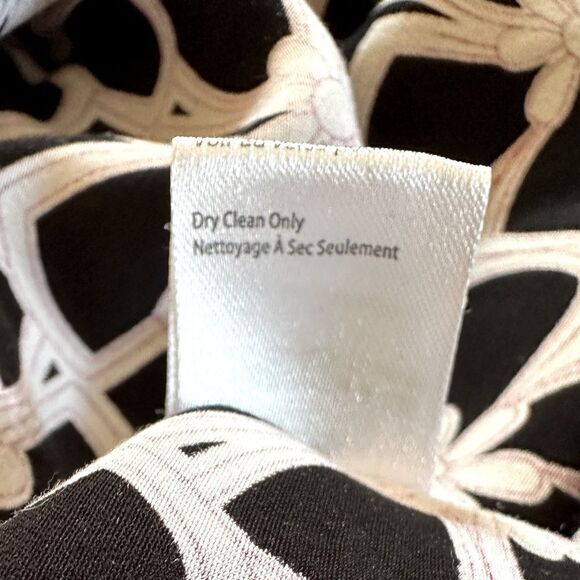 Dry Clean Only
Nettoyage À Sec Seulement